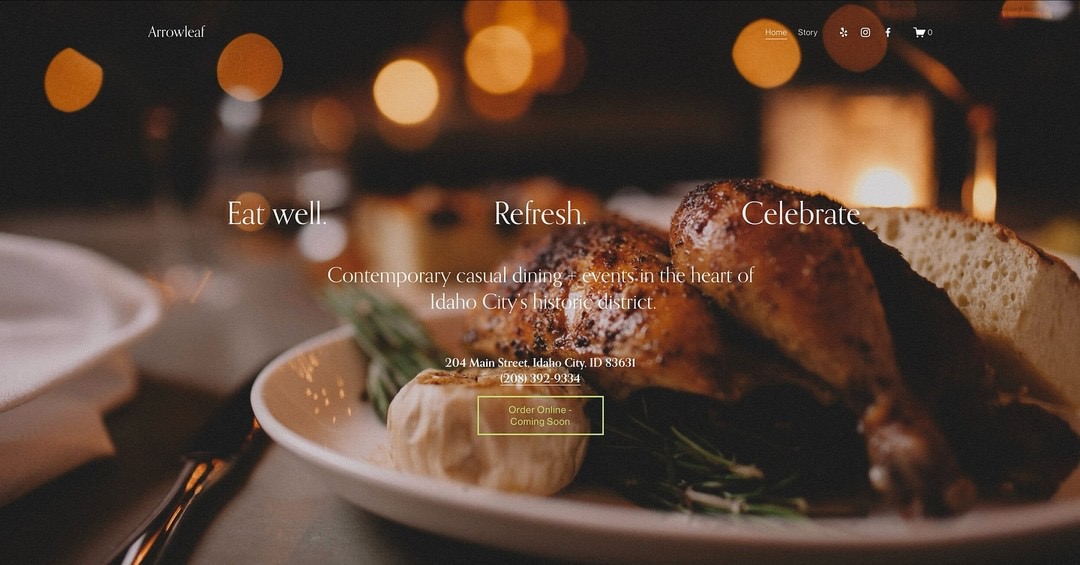 Arrowleaf
Home Story 0
Eat well. Refresh. Celebrate.
Contemporary casual dining + events in the heart of
Idaho City's historic district.
204 Main Street, Idaho City, ID 83631
(208) 392-9334
Order Online -
Coming Soon